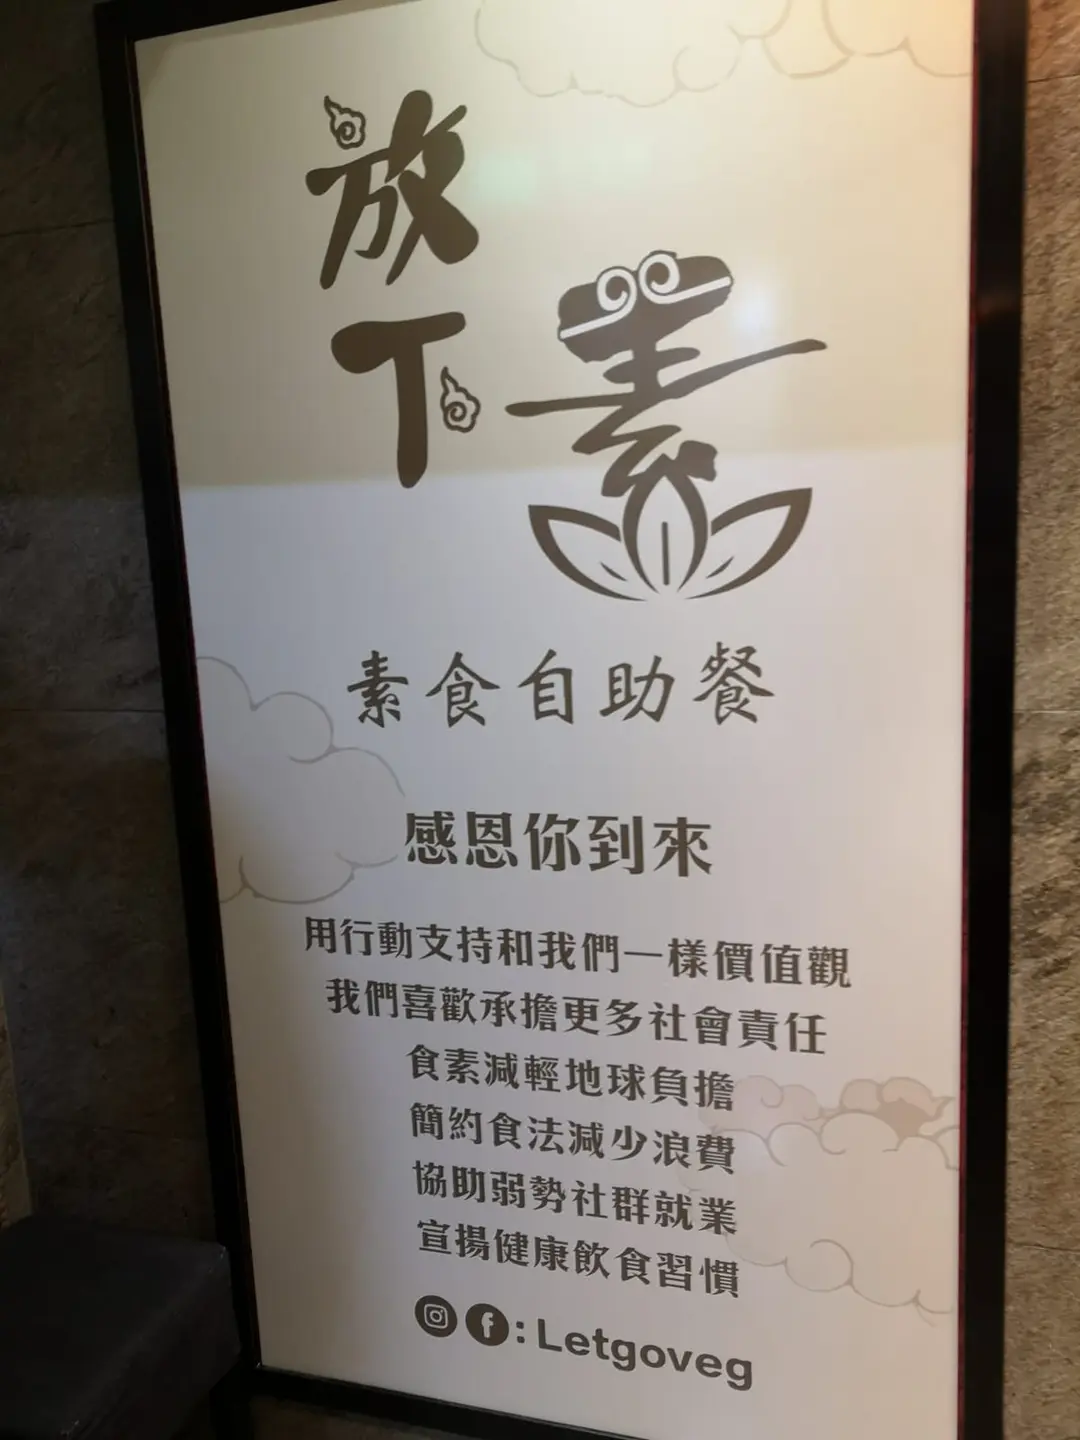 放下素
素食自助餐
感恩你到來
用行動支持和我們一樣價值觀
我們喜歡承擔更多社會責任
食素減輕地球負擔
簡約食法減少浪費
協助弱勢社群就業
宣揚健康飲食習慣
: Letgoveg